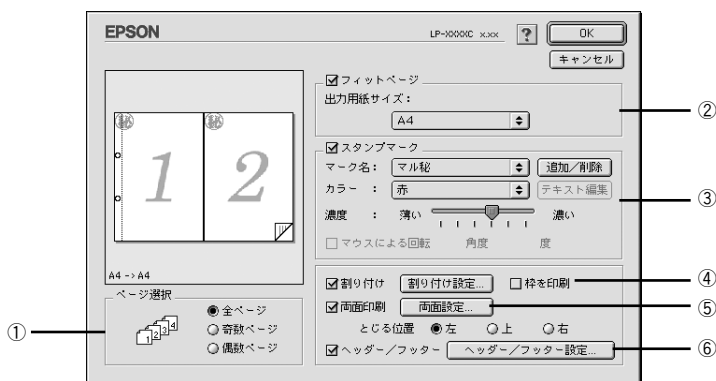 EPSON
LP-XXXXC x.xx
?
OK
キャンセル
フィットページ
出力用紙サイズ:
A4
スタンプマーク
マーク名: マル秘 追加/削除
カラー : 赤 テキスト編集
濃度 : 薄い 濃い
マウスによる回転 角度 度
㊙ ㊙
1 2
A4 -> A4
ページ選択
1 2 3 4
全ページ
奇数ページ
偶数ページ
割り付け 割り付け設定... 枠を印刷
両面印刷 両面設定...
とじる位置 左 上 右
ヘッダー/フッター ヘッダー/フッター設定...
①
②
③
④
⑤
⑥